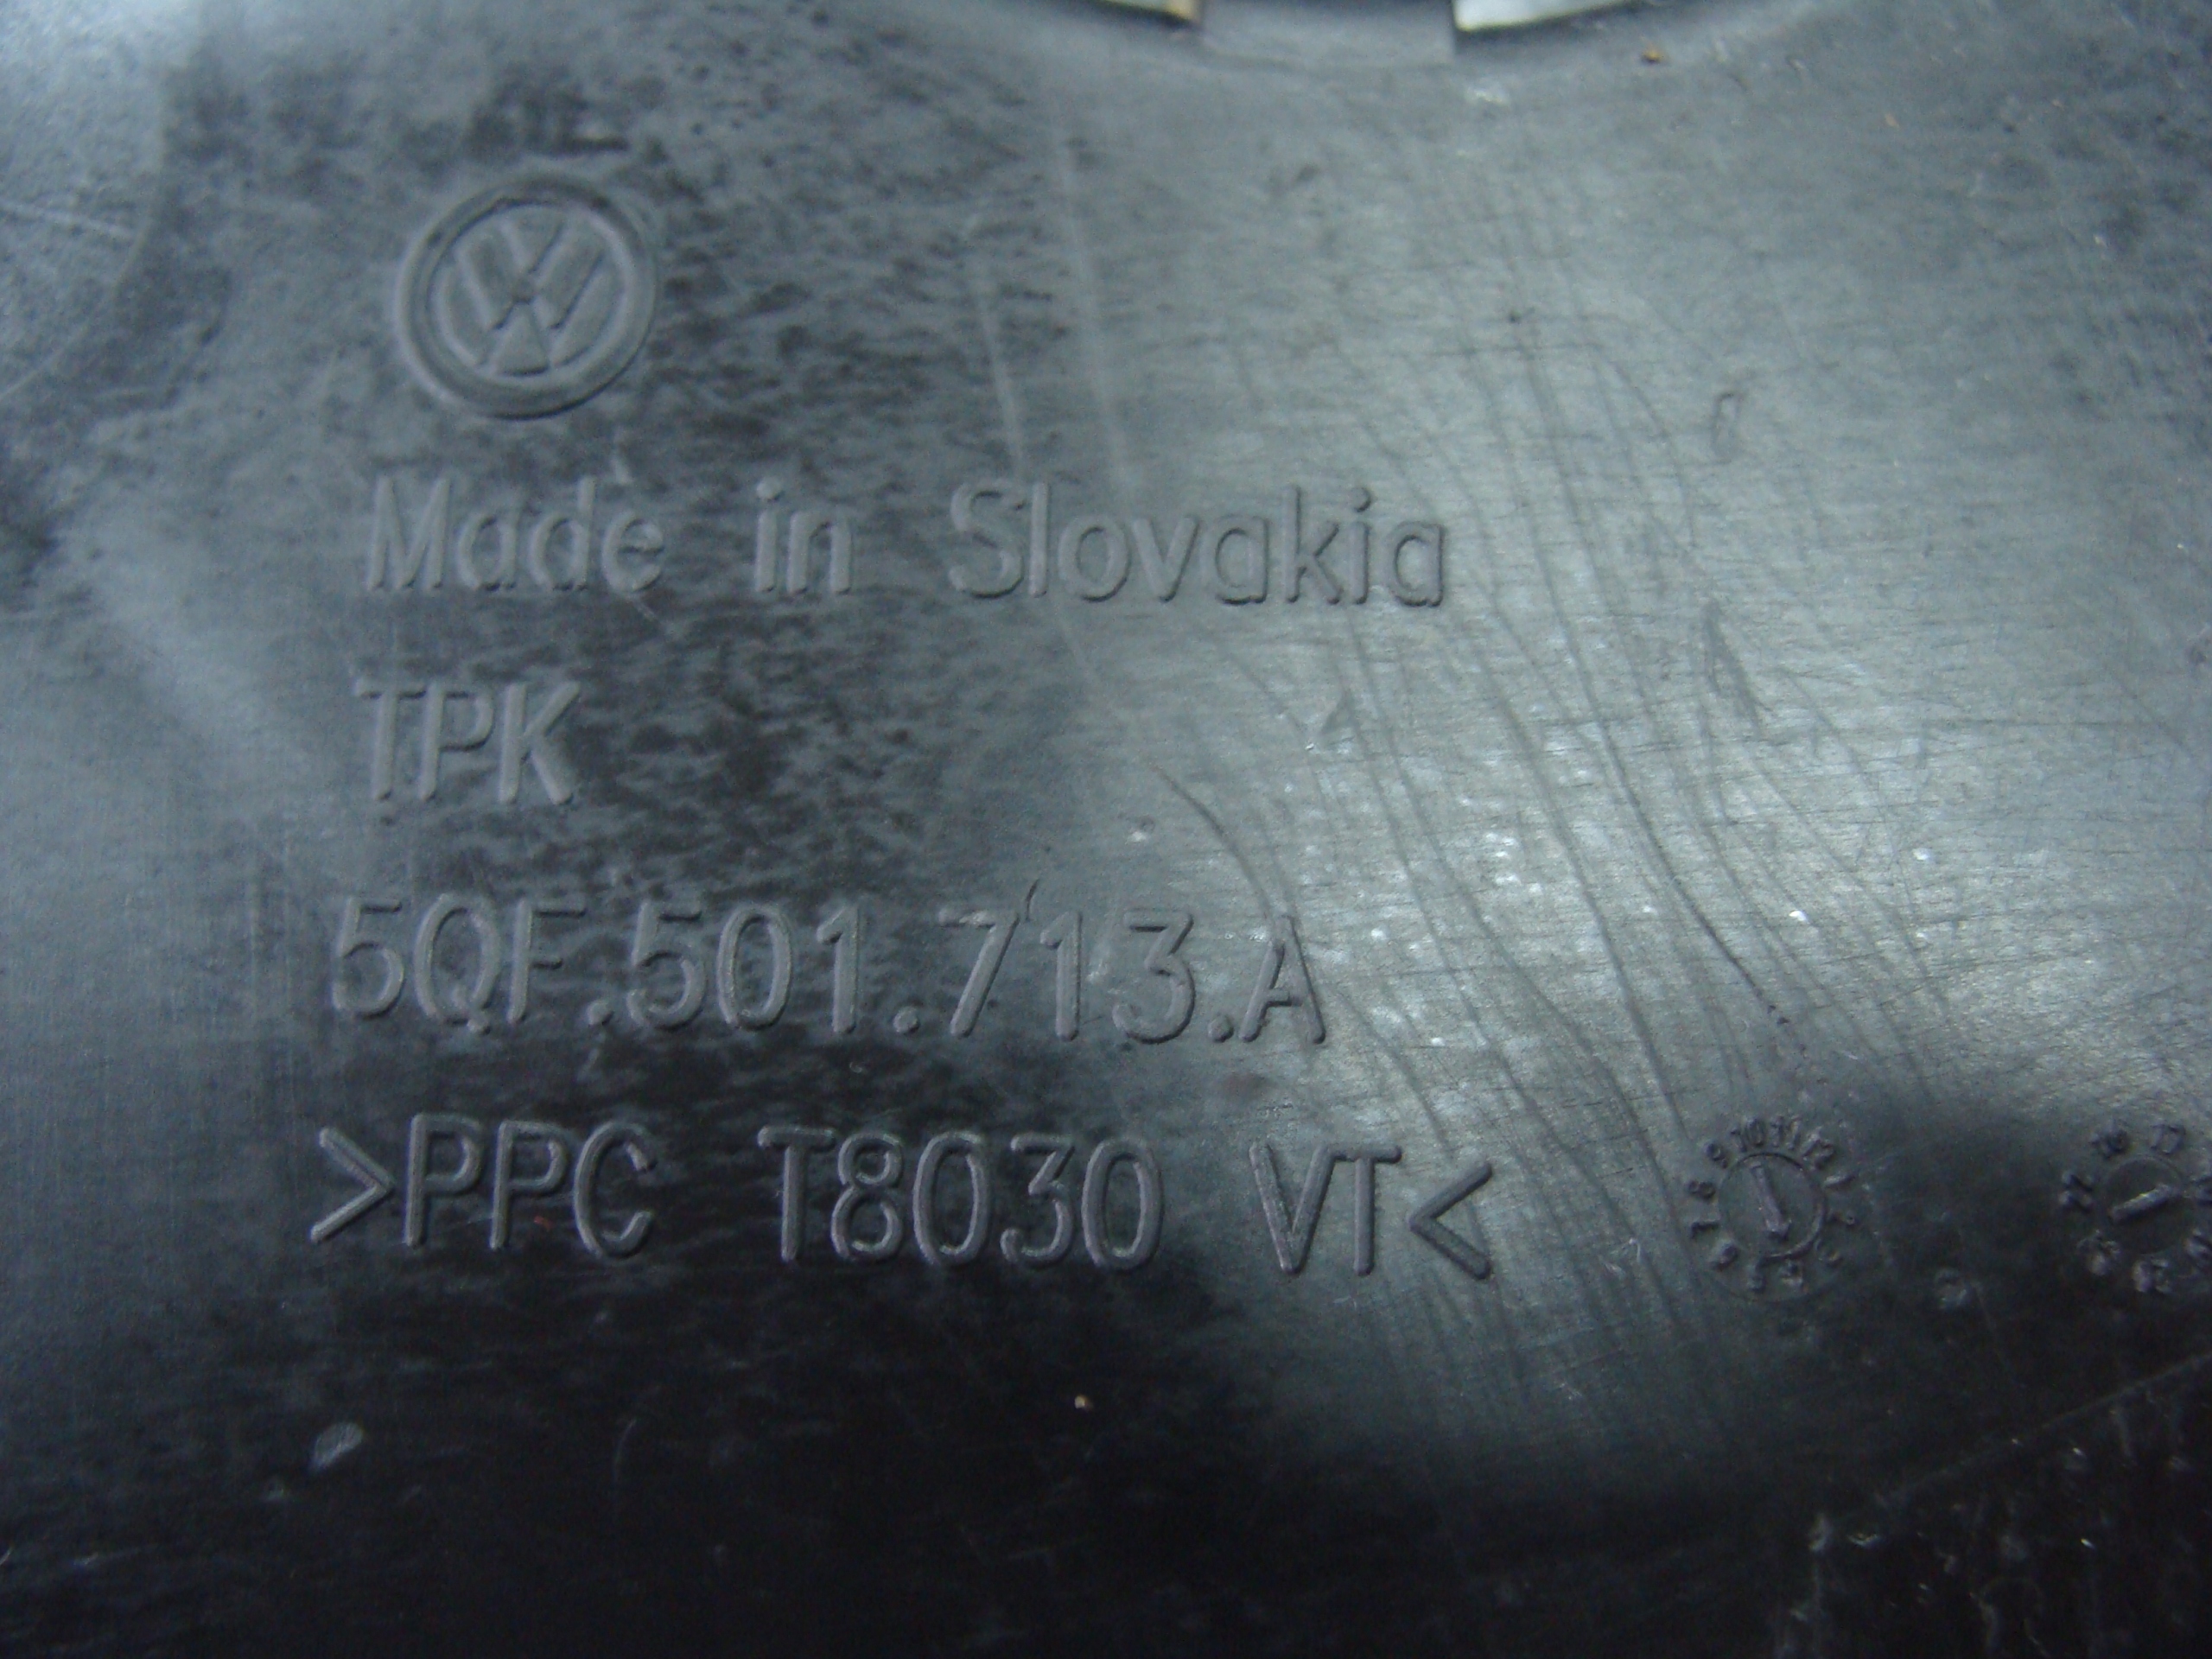 Made in Slovakia
TPK
5QF.501.713.A
>PPC T8030 VT<